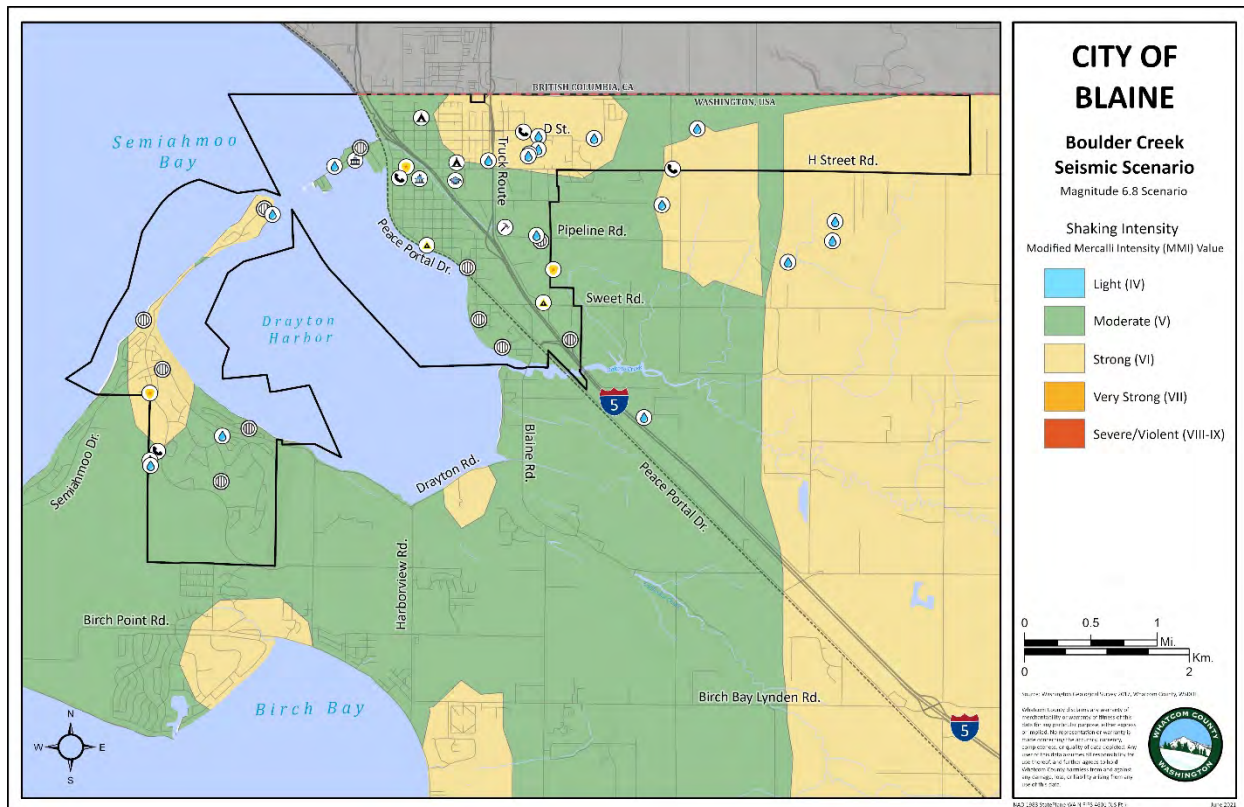 BRITISH COLUMBIA, CA
WASHINGTON, USA
Semiahmoo
Bay
D St.
Truck Route
H Street Rd.
Peace Portal Dr.
Pipeline Rd.
Sweet Rd.
Drayton
Harbor
5
Semiahmoo Dr.
Drayton Rd.
Blaine Rd.
Peace Portal Dr.
Harborview Rd.
Birch Point Rd.
Birch Bay Lynden Rd.
Birch Bay
5
N
W
E
S
CITY OF
BLAINE
Boulder Creek
Seismic Scenario
Magnitude 6.8 Scenario
Shaking Intensity
Modified Mercalli Intensity (MMI) Value
Light (IV)
Moderate (V)
Strong (VI)
Very Strong (VII)
Severe/Violent (VIII-IX)
0 0.5 1
Mi.
Km.
0 2
WHATCOM COUNTY
WASHINGTON
June 2021